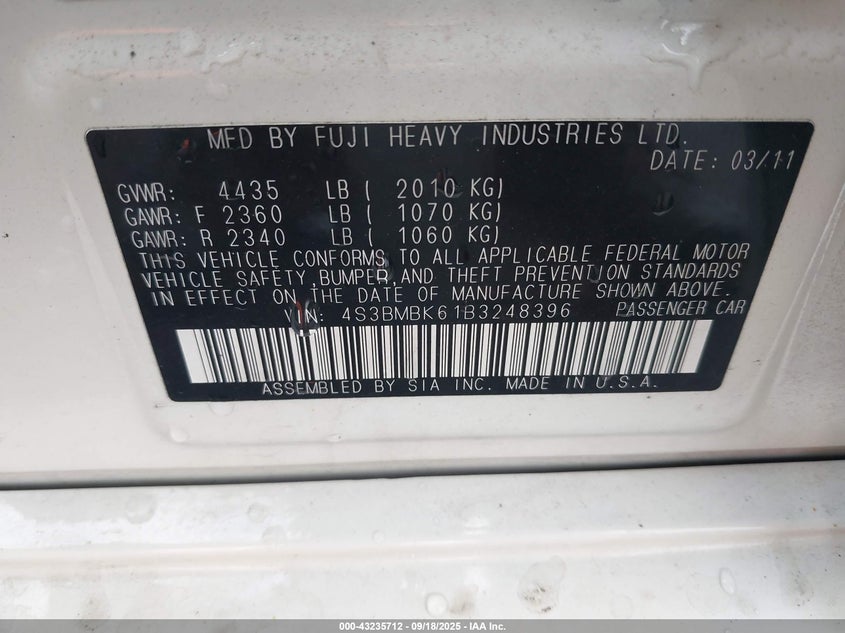 MFD BY FUJI HEAVY INDUSTRIES LTD.
DATE: 03/11
GVWR: 4435 LB ( 2010 KG)
GAWR: F 2360 LB ( 1070 KG)
GAWR: R 2340 LB ( 1060 KG)
THIS VEHICLE CONFORMS TO ALL APPLICABLE FEDERAL MOTOR
VEHICLE SAFETY,BUMPER,AND THEFT PREVENTION STANDARDS
IN EFFECT ON THE DATE OF MANUFACTURE SHOWN ABOVE.
VIN: 4S3BMBK61B3248396 PASSENGER CAR
ASSEMBLED BY SIA INC. MADE IN U.S.A.
000-43235712 - 09/18/2025 - IAA Inc.